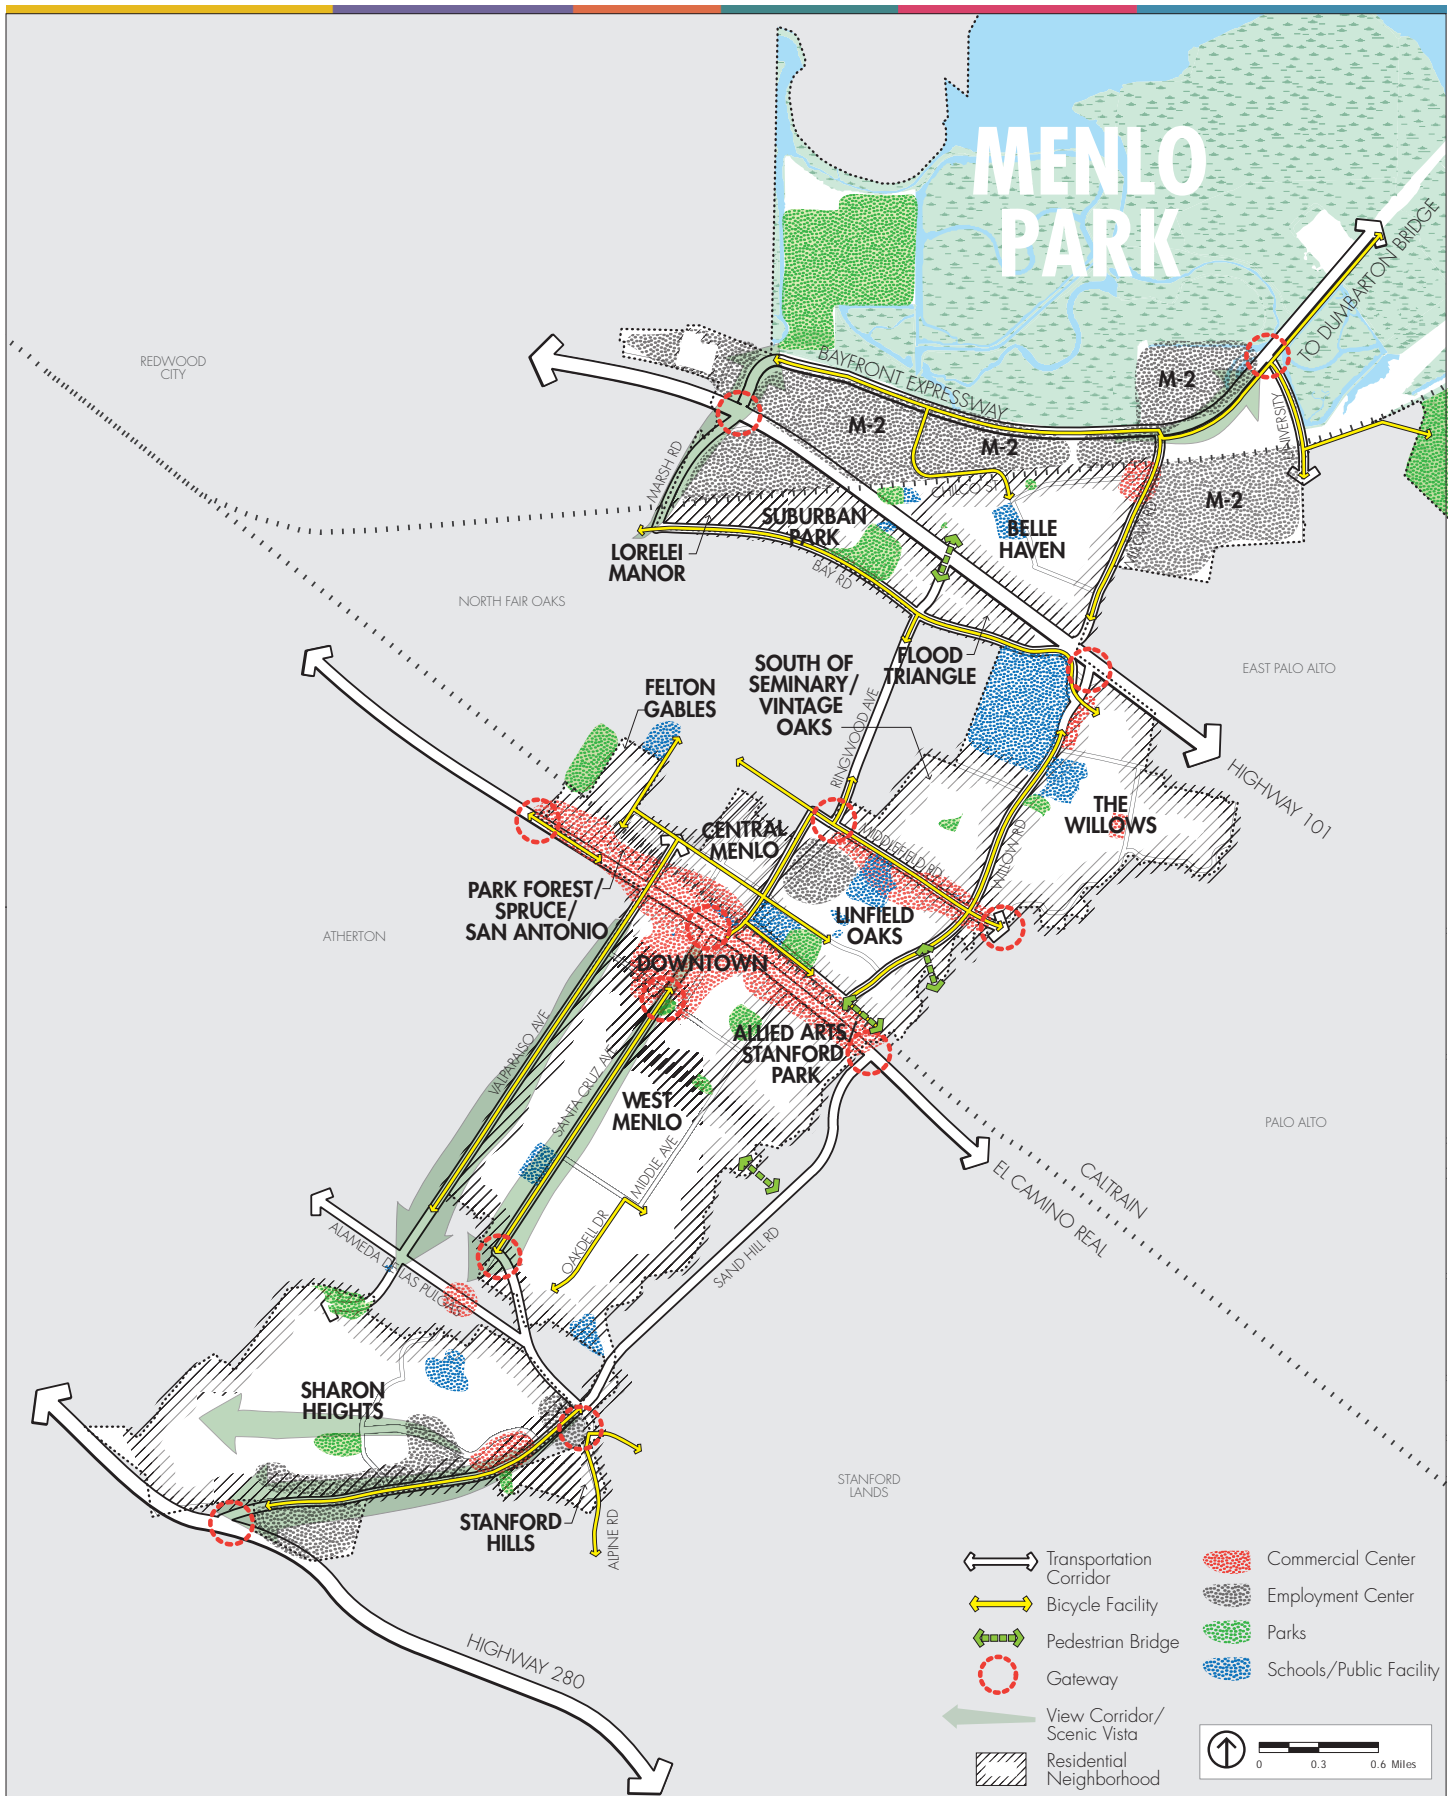 MENLO
PARK
TO DUMBARTON BRIDGE
REDWOOD
CITY
BAYFRONT EXPRESSWAY
M-2
M-2
M-2
M-2
UNIVERSITY
MARSH RD
CHILCO ST
SUBURBAN
PARK
BELLE
HAVEN
LORELEI
MANOR
BAY RD
NORTH FAIR OAKS
FLOOD
TRIANGLE
SOUTH OF
SEMINARY/
VINTAGE
OAKS
EAST PALO ALTO
FELTON
GABLES
RINGWOOD AVE
HIGHWAY 101
THE
WILLOWS
CENTRAL
MENLO
MIDDLEFIELD RD
WILLOW RD
PARK FOREST/
SPRUCE/
SAN ANTONIO
LINFIELD
OAKS
ATHERTON
DOWNTOWN
VALPARAISO AVE
ALLIED ARTS/
STANFORD
PARK
SANTA CRUZ AVE
WEST
MENLO
PALO ALTO
MIDDLE AVE
CALTRAIN
EL CAMINO REAL
OAKDELL DR
SAND HILL RD
ALAMEDA DE LAS PULGAS
SHARON
HEIGHTS
STANFORD
LANDS
STANFORD
HILLS
ALPINE RD
HIGHWAY 280
Transportation
Corridor
Bicycle Facility
Pedestrian Bridge
Gateway
View Corridor/
Scenic Vista
Residential
Neighborhood
Commercial Center
Employment Center
Parks
Schools/Public Facility
0 0.3 0.6 Miles